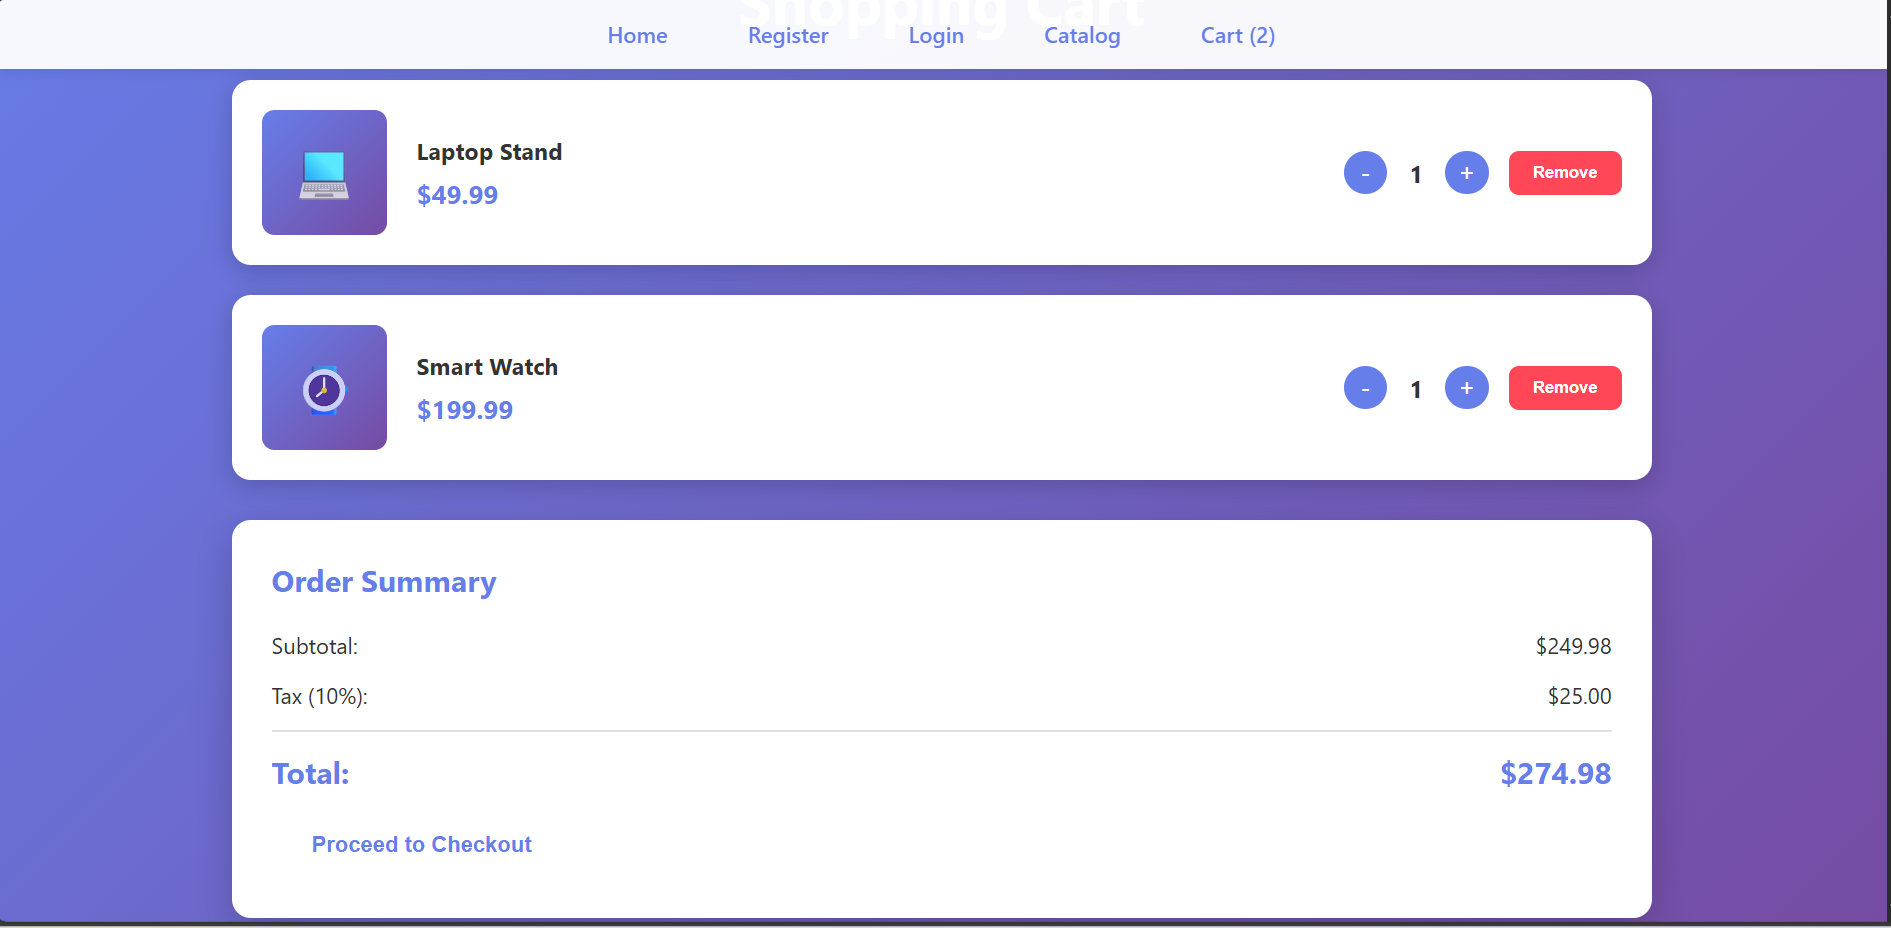 Shopping Cart
Home Register Login Catalog Cart (2)
Laptop Stand
$49.99
- 1 + Remove
Smart Watch
$199.99
- 1 + Remove
Order Summary
Subtotal: $249.98
Tax (10%): $25.00
Total: $274.98
Proceed to Checkout